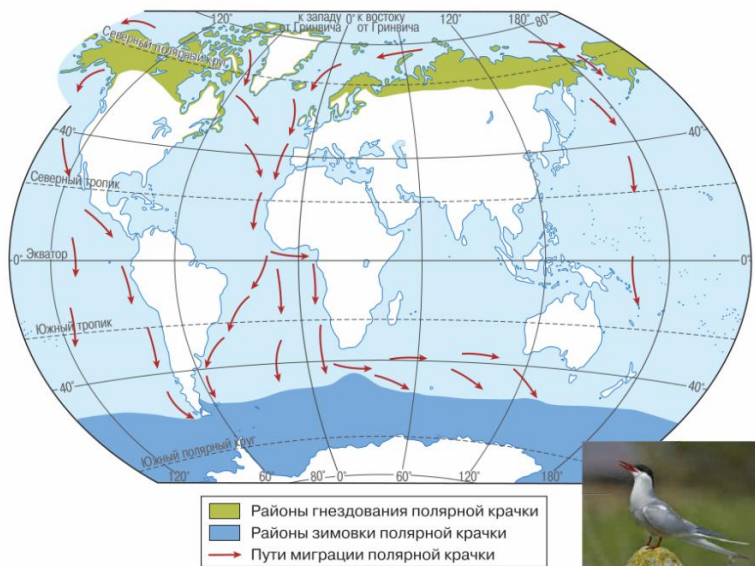 120°
к западу 0° к востоку
от Гринвича от Гринвича
120°
180°
80°
Северный полярный круг
40°
40°
Северный тропик
0°
Экватор
0°
Южный тропик
40°
40°
Южный полярный круг
120°
60°
80°
0°
60°
120°
180°
Районы гнездования полярной крачки
Районы зимовки полярной крачки
Пути миграции полярной крачки